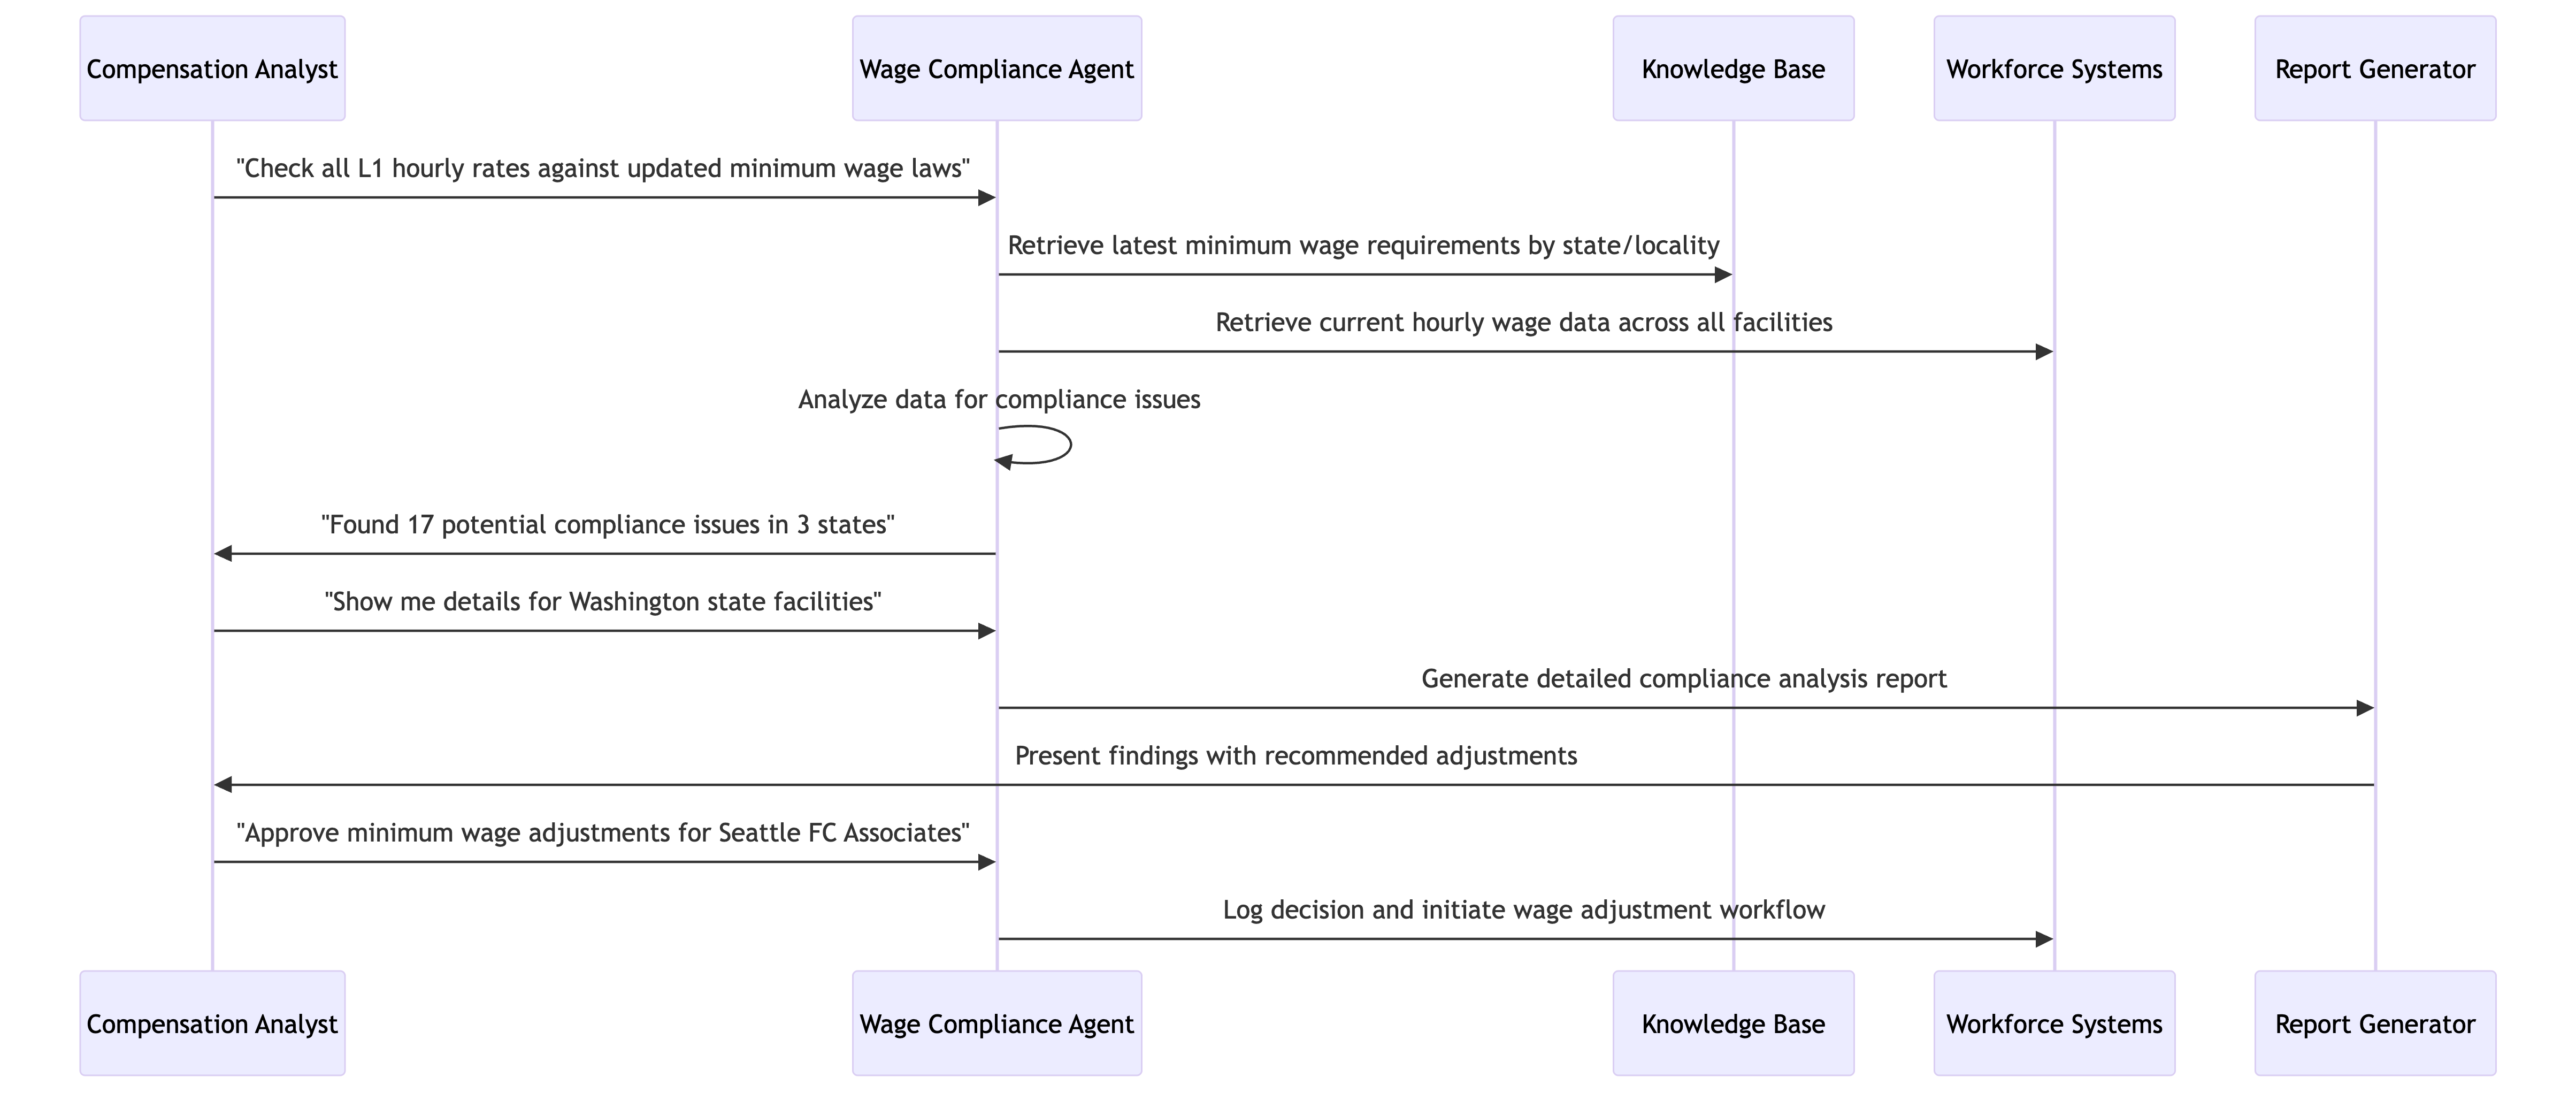 Compensation Analyst
Wage Compliance Agent
Knowledge Base
Workforce Systems
Report Generator
"Check all L1 hourly rates against updated minimum wage laws"
Retrieve latest minimum wage requirements by state/locality
Retrieve current hourly wage data across all facilities
Analyze data for compliance issues
"Found 17 potential compliance issues in 3 states"
"Show me details for Washington state facilities"
Generate detailed compliance analysis report
Present findings with recommended adjustments
"Approve minimum wage adjustments for Seattle FC Associates"
Log decision and initiate wage adjustment workflow
Compensation Analyst
Wage Compliance Agent
Knowledge Base
Workforce Systems
Report Generator